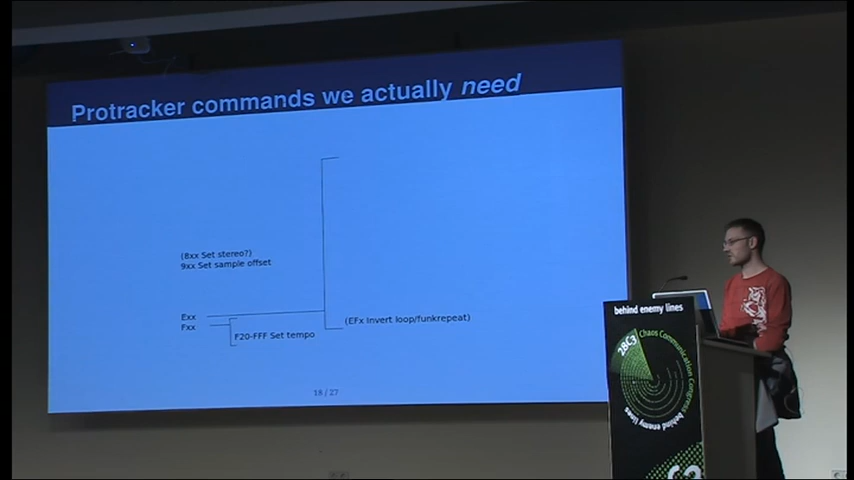 Protracker commands we actually need
(8xx Set stereo?)
9xx Set sample offset
Exx
Fxx
F20-FFF Set tempo
(EFx Invert loop/funkrepeat)
18 / 27
behind enemy lines
28C3
Chaos Communication Congress
behind enemy lines